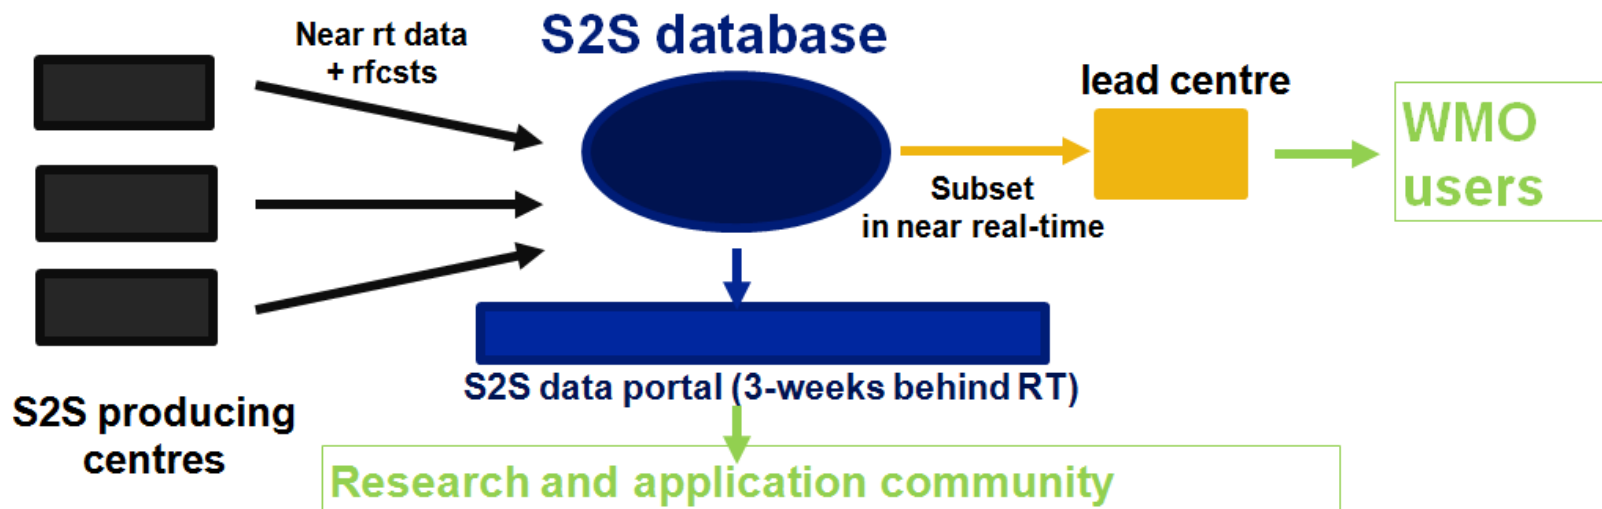 Near rt data
+ rfcsts
S2S database
lead centre
WMO
users
Subset
in near real-time
S2S data portal (3-weeks behind RT)
S2S producing
centres
Research and application community